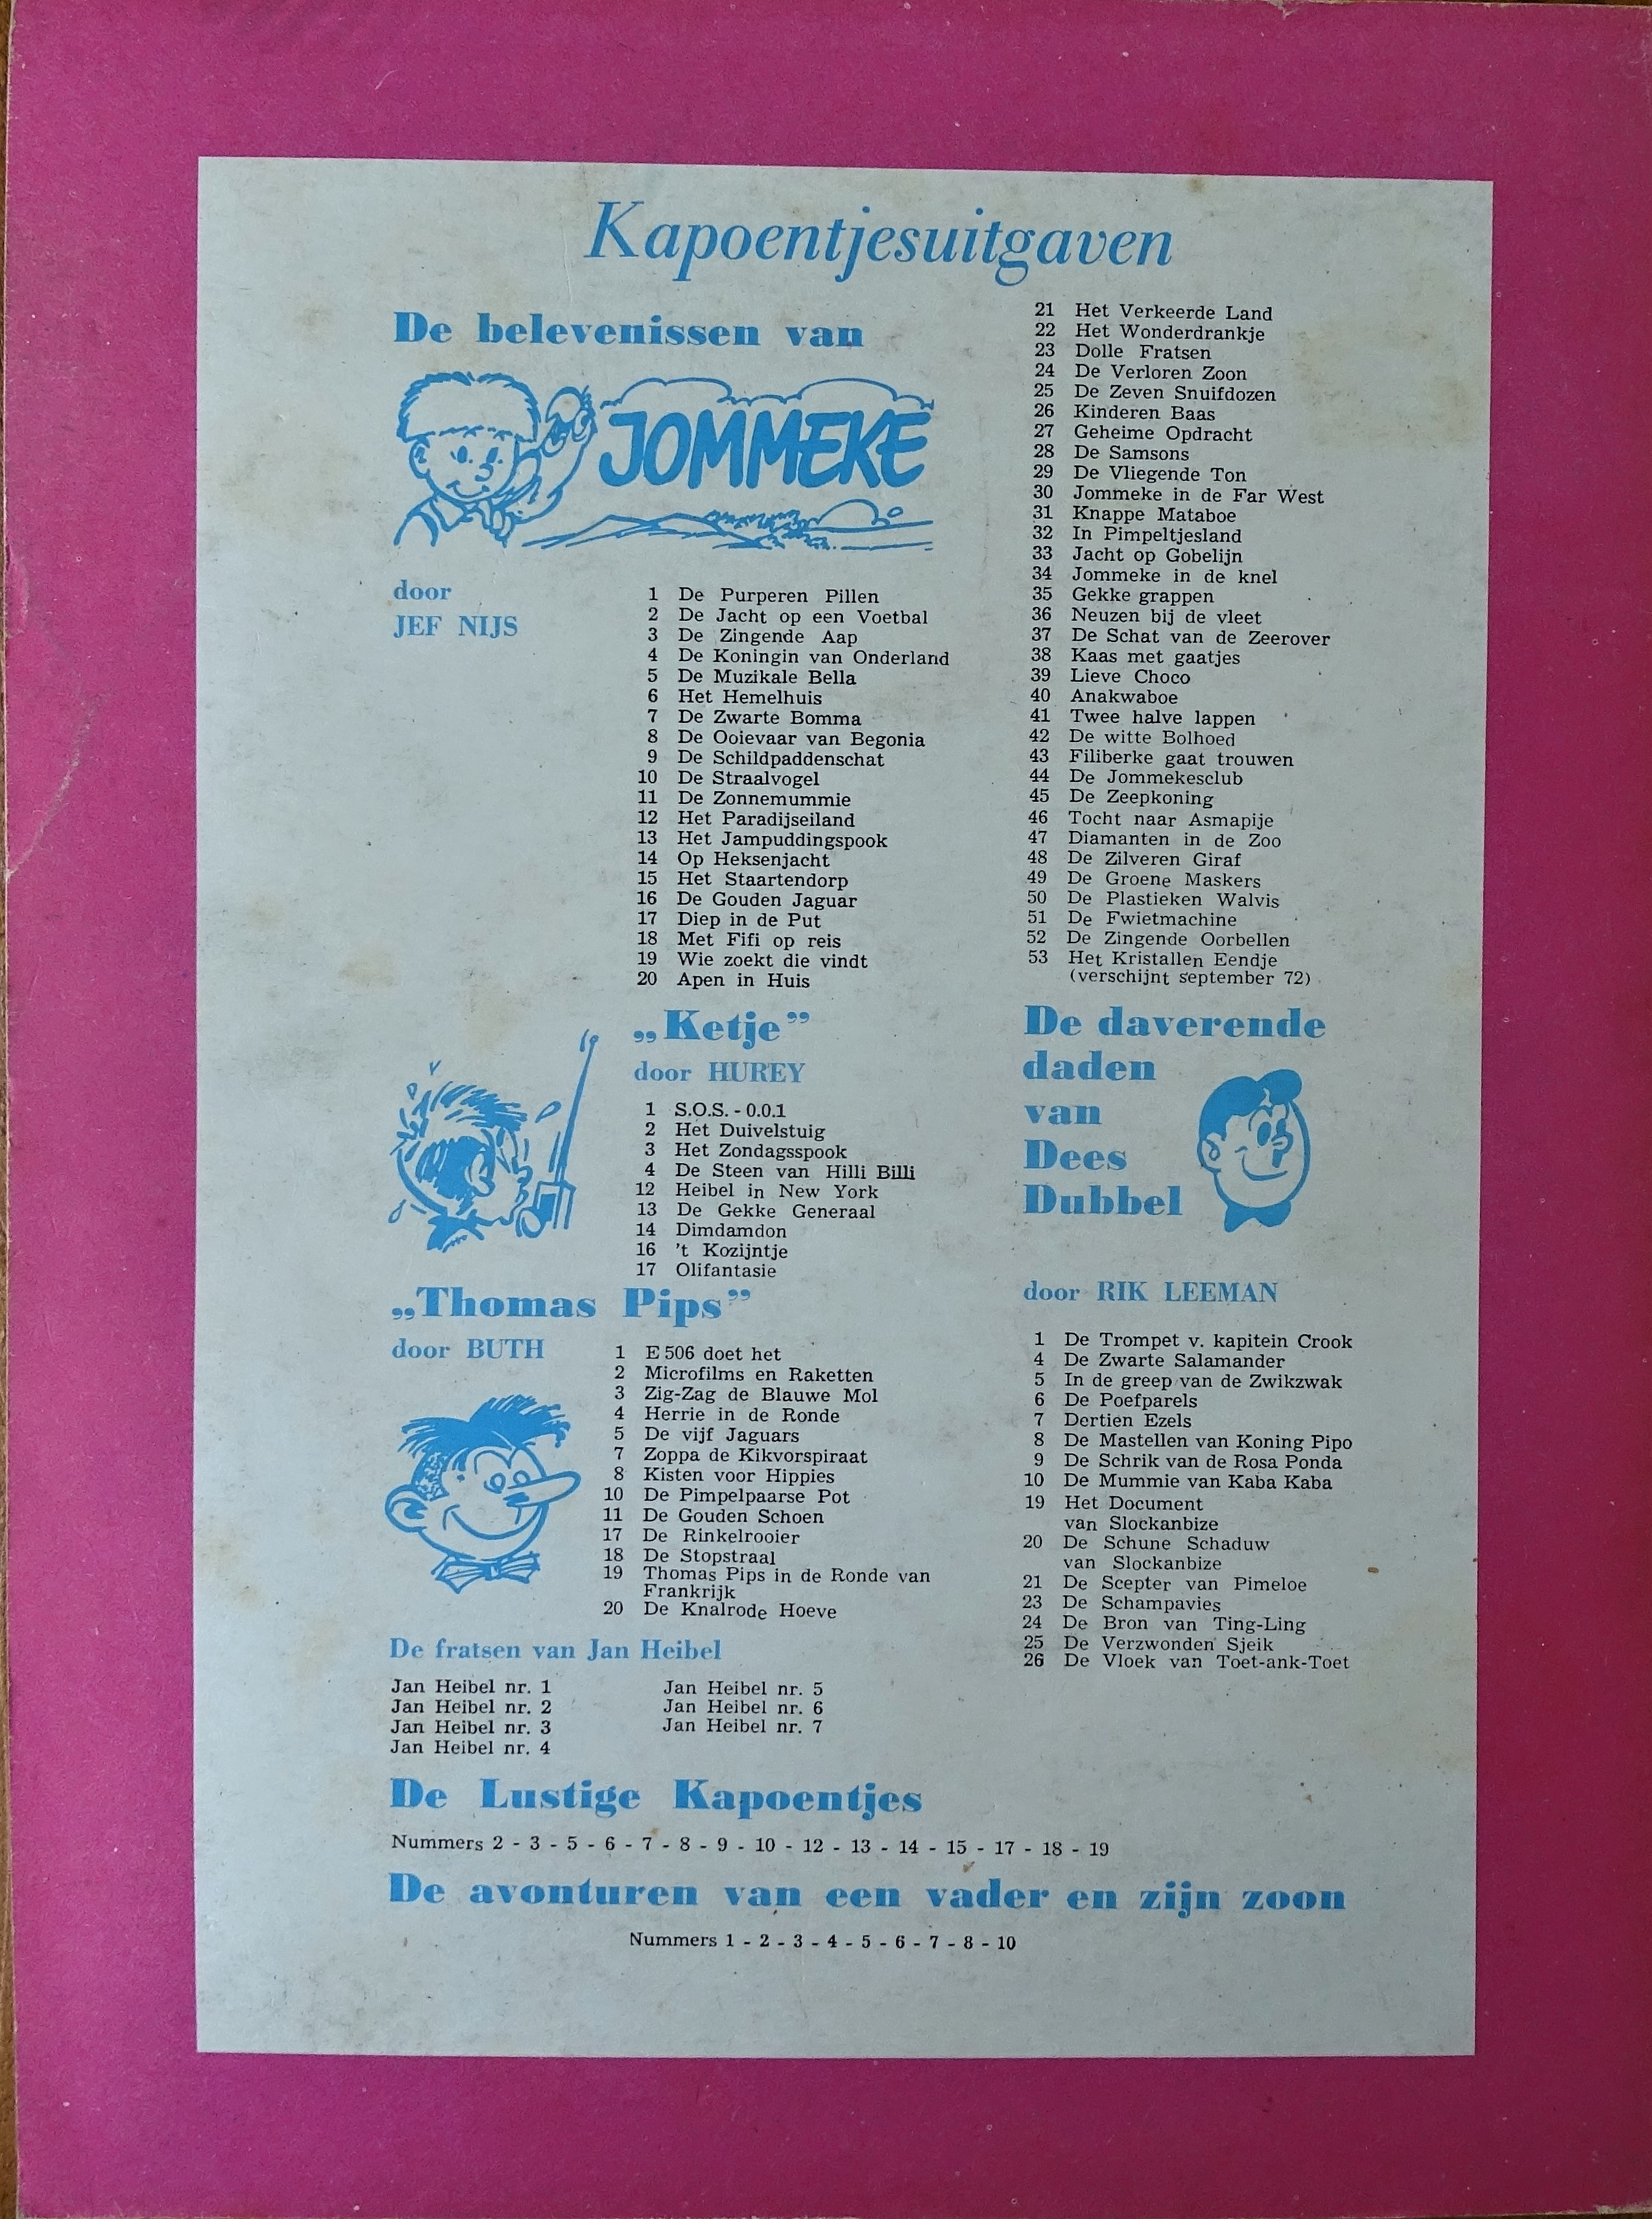 Kapoentjesuitgaven
De belevenissen van
JOMMEKE
door
JEF NIJS
1 De Purperen Pillen
2 De Jacht op een Voetbal
3 De Zingende Aap
4 De Koningin van Onderland
5 De Muzikale Bella
6 Het Hemelhuis
7 De Zwarte Bomma
8 De Ooievaar van Begonia
9 De Schildpaddenschat
10 De Straalvogel
11 De Zonnemummie
12 Het Paradijseiland
13 Het Jampuddingspook
14 Op Heksenjacht
15 Het Staartendorp
16 De Gouden Jaguar
17 Diep in de Put
18 Met Fifi op reis
19 Wie zoekt die vindt
20 Apen in Huis
21 Het Verkeerde Land
22 Het Wonderdrankje
23 Dolle Fratsen
24 De Verloren Zoon
25 De Zeven Snuifdozen
26 Kinderen Baas
27 Geheime Opdracht
28 De Samsons
29 De Vliegende Ton
30 Jommeke in de Far West
31 Knappe Mataboe
32 In Pimpeltjesland
33 Jacht op Gobelijn
34 Jommeke in de knel
35 Gekke grappen
36 Neuzen bij de vleet
37 De Schat van de Zeerover
38 Kaas met gaatjes
39 Lieve Choco
40 Anakwaboe
41 Twee halve lappen
42 De witte Bolhoed
43 Filiberke gaat trouwen
44 De Jommekesclub
45 De Zeepkoning
46 Tocht naar Asmapije
47 Diamanten in de Zoo
48 De Zilveren Giraf
49 De Groene Maskers
50 De Plastieken Walvis
51 De Fwietmachine
52 De Zingende Oorbellen
53 Het Kristallen Eendje
(verschijnt september 72)
„Ketje”
door HUREY
1 S.O.S. - 0.0.1
2 Het Duivelstuig
3 Het Zondagsspook
4 De Steen van Hilli Billi
12 Heibel in New York
13 De Gekke Generaal
14 Dimdamdon
16 't Kozijntje
17 Olifantasie
„Thomas Pips”
door BUTH
1 E 506 doet het
2 Microfilms en Raketten
3 Zig-Zag de Blauwe Mol
4 Herrie in de Ronde
5 De vijf Jaguars
7 Zoppa de Kikvorspiraat
8 Kisten voor Hippies
10 De Pimpelpaarse Pot
11 De Gouden Schoen
17 De Rinkelrooier
18 De Stopstraal
19 Thomas Pips in de Ronde van
Frankrijk
20 De Knalrode Hoeve
De daverende
daden
van
Dees
Dubbel
door RIK LEEMAN
1 De Trompet v. kapitein Crook
4 De Zwarte Salamander
5 In de greep van de Zwikzwak
6 De Poefparels
7 Dertien Ezels
8 De Mastellen van Koning Pipo
9 De Schrik van de Rosa Ponda
10 De Mummie van Kaba Kaba
19 Het Document
van Slockanbize
20 De Schune Schaduw
van Slockanbize
21 De Scepter van Pimeloe
23 De Schampavies
24 De Bron van Ting-Ling
25 De Verzwonden Sjeik
26 De Vloek van Toet-ank-Toet
De fratsen van Jan Heibel
Jan Heibel nr. 1
Jan Heibel nr. 2
Jan Heibel nr. 3
Jan Heibel nr. 4
Jan Heibel nr. 5
Jan Heibel nr. 6
Jan Heibel nr. 7
De Lustige Kapoentjes
Nummers 2 - 3 - 5 - 6 - 7 - 8 - 9 - 10 - 12 - 13 - 14 - 15 - 17 - 18 - 19
De avonturen van een vader en zijn zoon
Nummers 1 - 2 - 3 - 4 - 5 - 6 - 7 - 8 - 10